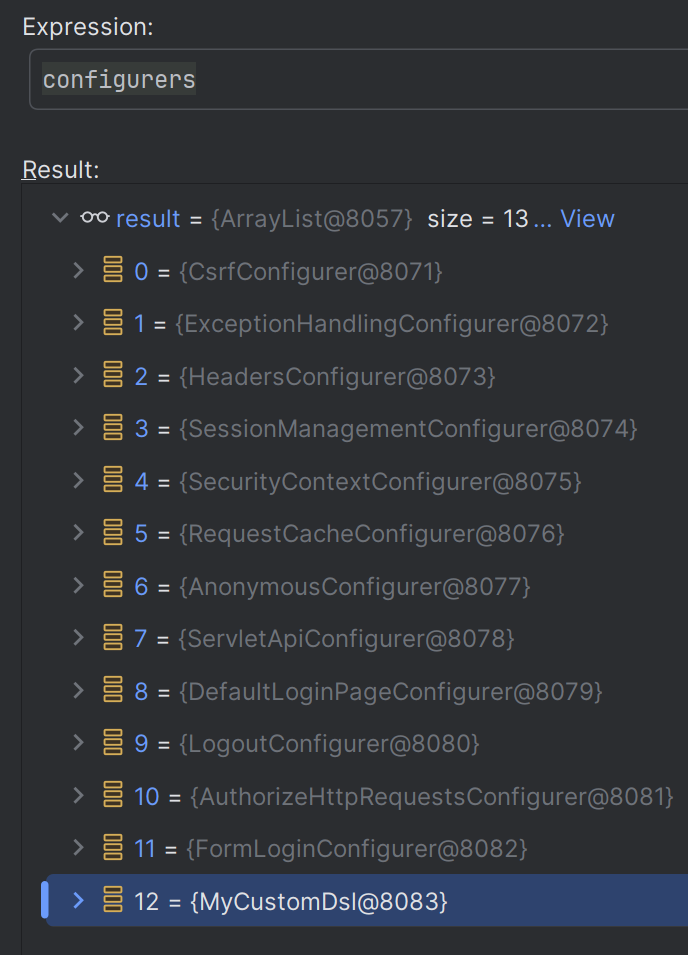 Expression:
configurers
Result:
result = {ArrayList@8057} size = 13 ... View
0 = {CsrfConfigurer@8071}
1 = {ExceptionHandlingConfigurer@8072}
2 = {HeadersConfigurer@8073}
3 = {SessionManagementConfigurer@8074}
4 = {SecurityContextConfigurer@8075}
5 = {RequestCacheConfigurer@8076}
6 = {AnonymousConfigurer@8077}
7 = {ServletApiConfigurer@8078}
8 = {DefaultLoginPageConfigurer@8079}
9 = {LogoutConfigurer@8080}
10 = {AuthorizeHttpRequestsConfigurer@8081}
11 = {FormLoginConfigurer@8082}
12 = {MyCustomDsl@8083}